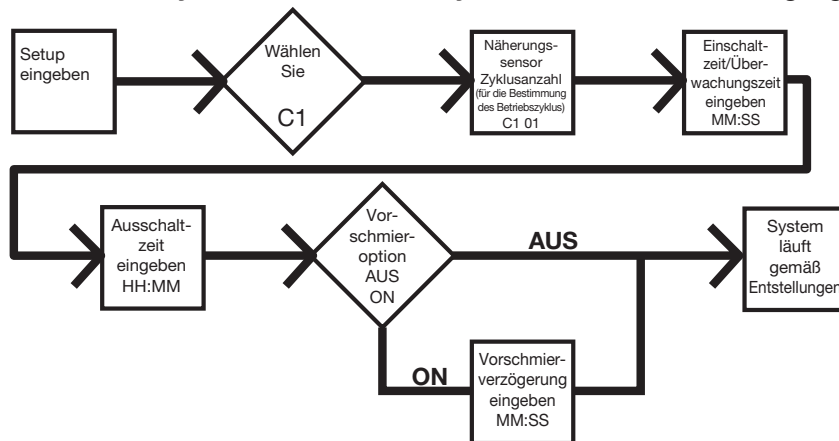 Setup
eingeben
Wählen
Sie
C1
Näherungs-
sensor
Zyklusanzahl
(für die Bestimmung
des Betriebszyklus)
C1 01
Einschalt-
zeit/Über-
wachungszeit
eingeben
MM:SS
Ausschalt-
zeit
eingeben
HH:MM
Vor-
schmier-
option
AUS
ON
AUS
ON
Vorschmier-
verzögerung
eingeben
MM:SS
System
läuft
gemäß
Entstellungen